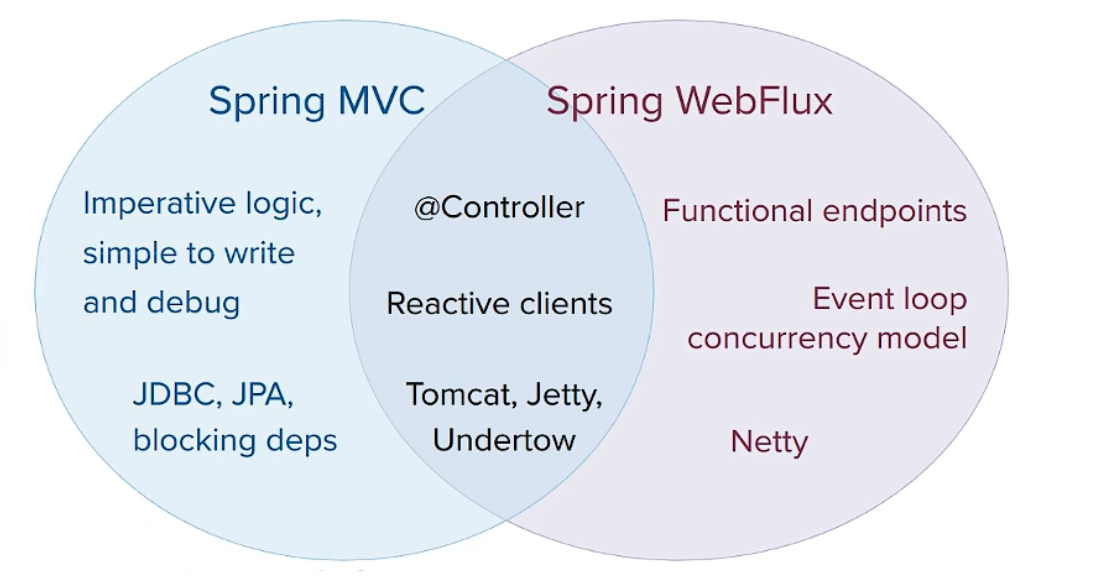 Spring MVC
Spring WebFlux
Imperative logic,
simple to write
and debug
JDBC, JPA,
blocking deps
@Controller
Reactive clients
Tomcat, Jetty,
Undertow
Functional endpoints
Event loop
concurrency model
Netty